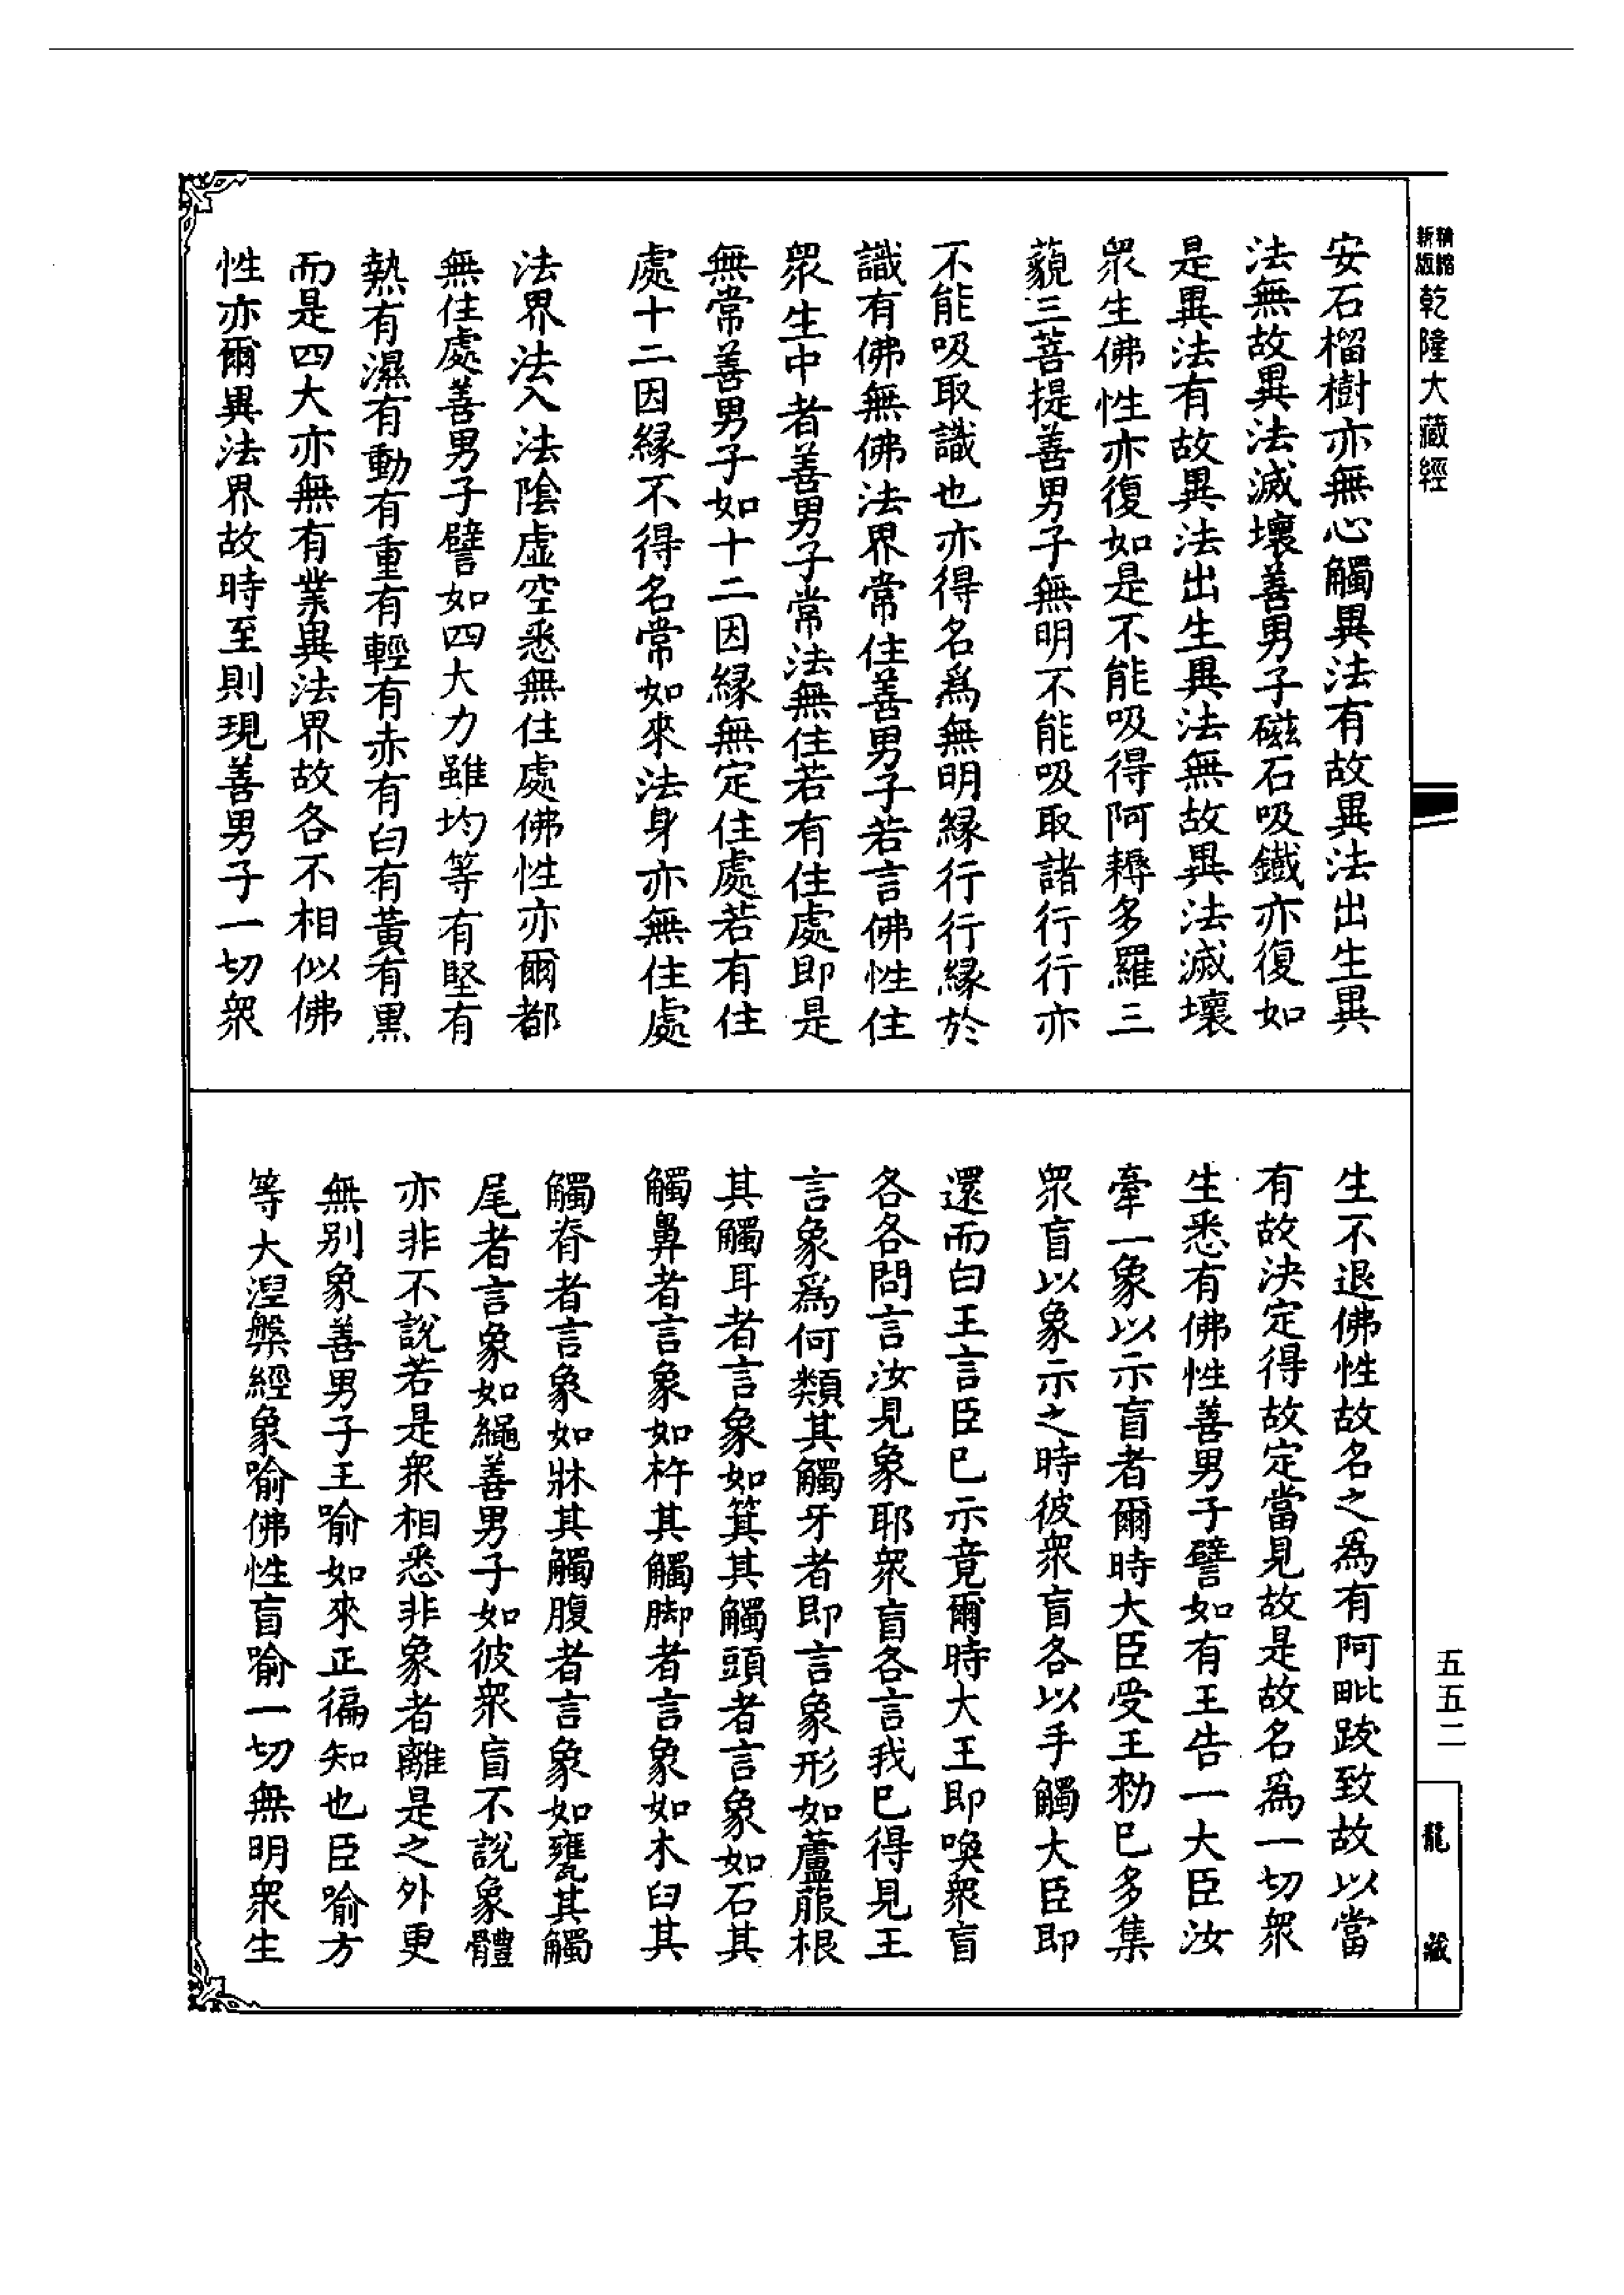 新版
精縮
乾隆大藏經
安石榴樹亦無心觸異法有故異法出生異
法無故異法滅壞善男子磁石吸鐵亦復如
是異法有故異法出生異法無故異法滅壞
衆生佛性亦復如是不能吸得阿耨多羅三
藐三菩提善男子無明不能吸取諸行行亦
不能吸取識也亦得名爲無明緣行行緣於
識有佛無佛法界常住善男子若言佛性住
衆生中者善男子常法無住若有住處即是
無常善男子如十二因緣無定住處若有住
處十二因緣不得名常如來法身亦無住處
法界法入法陰虛空悉無住處佛性亦爾都
無住處善男子譬如四大力雖均等有堅有
熱有濕有動有重有輕有赤有白有黃有黑
而是四大亦無有業異法界故各不相似佛
性亦爾異法界故時至則現善男子一切衆
生不退佛性故名之爲有阿毗跋致故以當
有故決定得故定當見故是故名爲一切衆
生悉有佛性善男子譬如有王告一大臣汝
牽一象以示盲者爾時大臣受王勑已多集
衆盲以象示之時彼衆盲各以手觸大臣即
還而白王言臣已示竟爾時大王即喚衆盲
各各問言汝見象耶衆盲各言我已得見王
言象爲何類其觸牙者即言象形如蘆菔根
其觸耳者言象如箕其觸頭者言象如石其
觸鼻者言象如杵其觸脚者言象如木臼其
觸脊者言象如牀其觸腹者言象如甕其觸
尾者言象如繩善男子如彼衆盲不說象體
亦非不說若是衆相悉非象者離是之外更
無別象善男子王喻如來正徧知也臣喻方
等大涅槃經象喻佛性盲喻一切無明衆生
五五二
龍藏